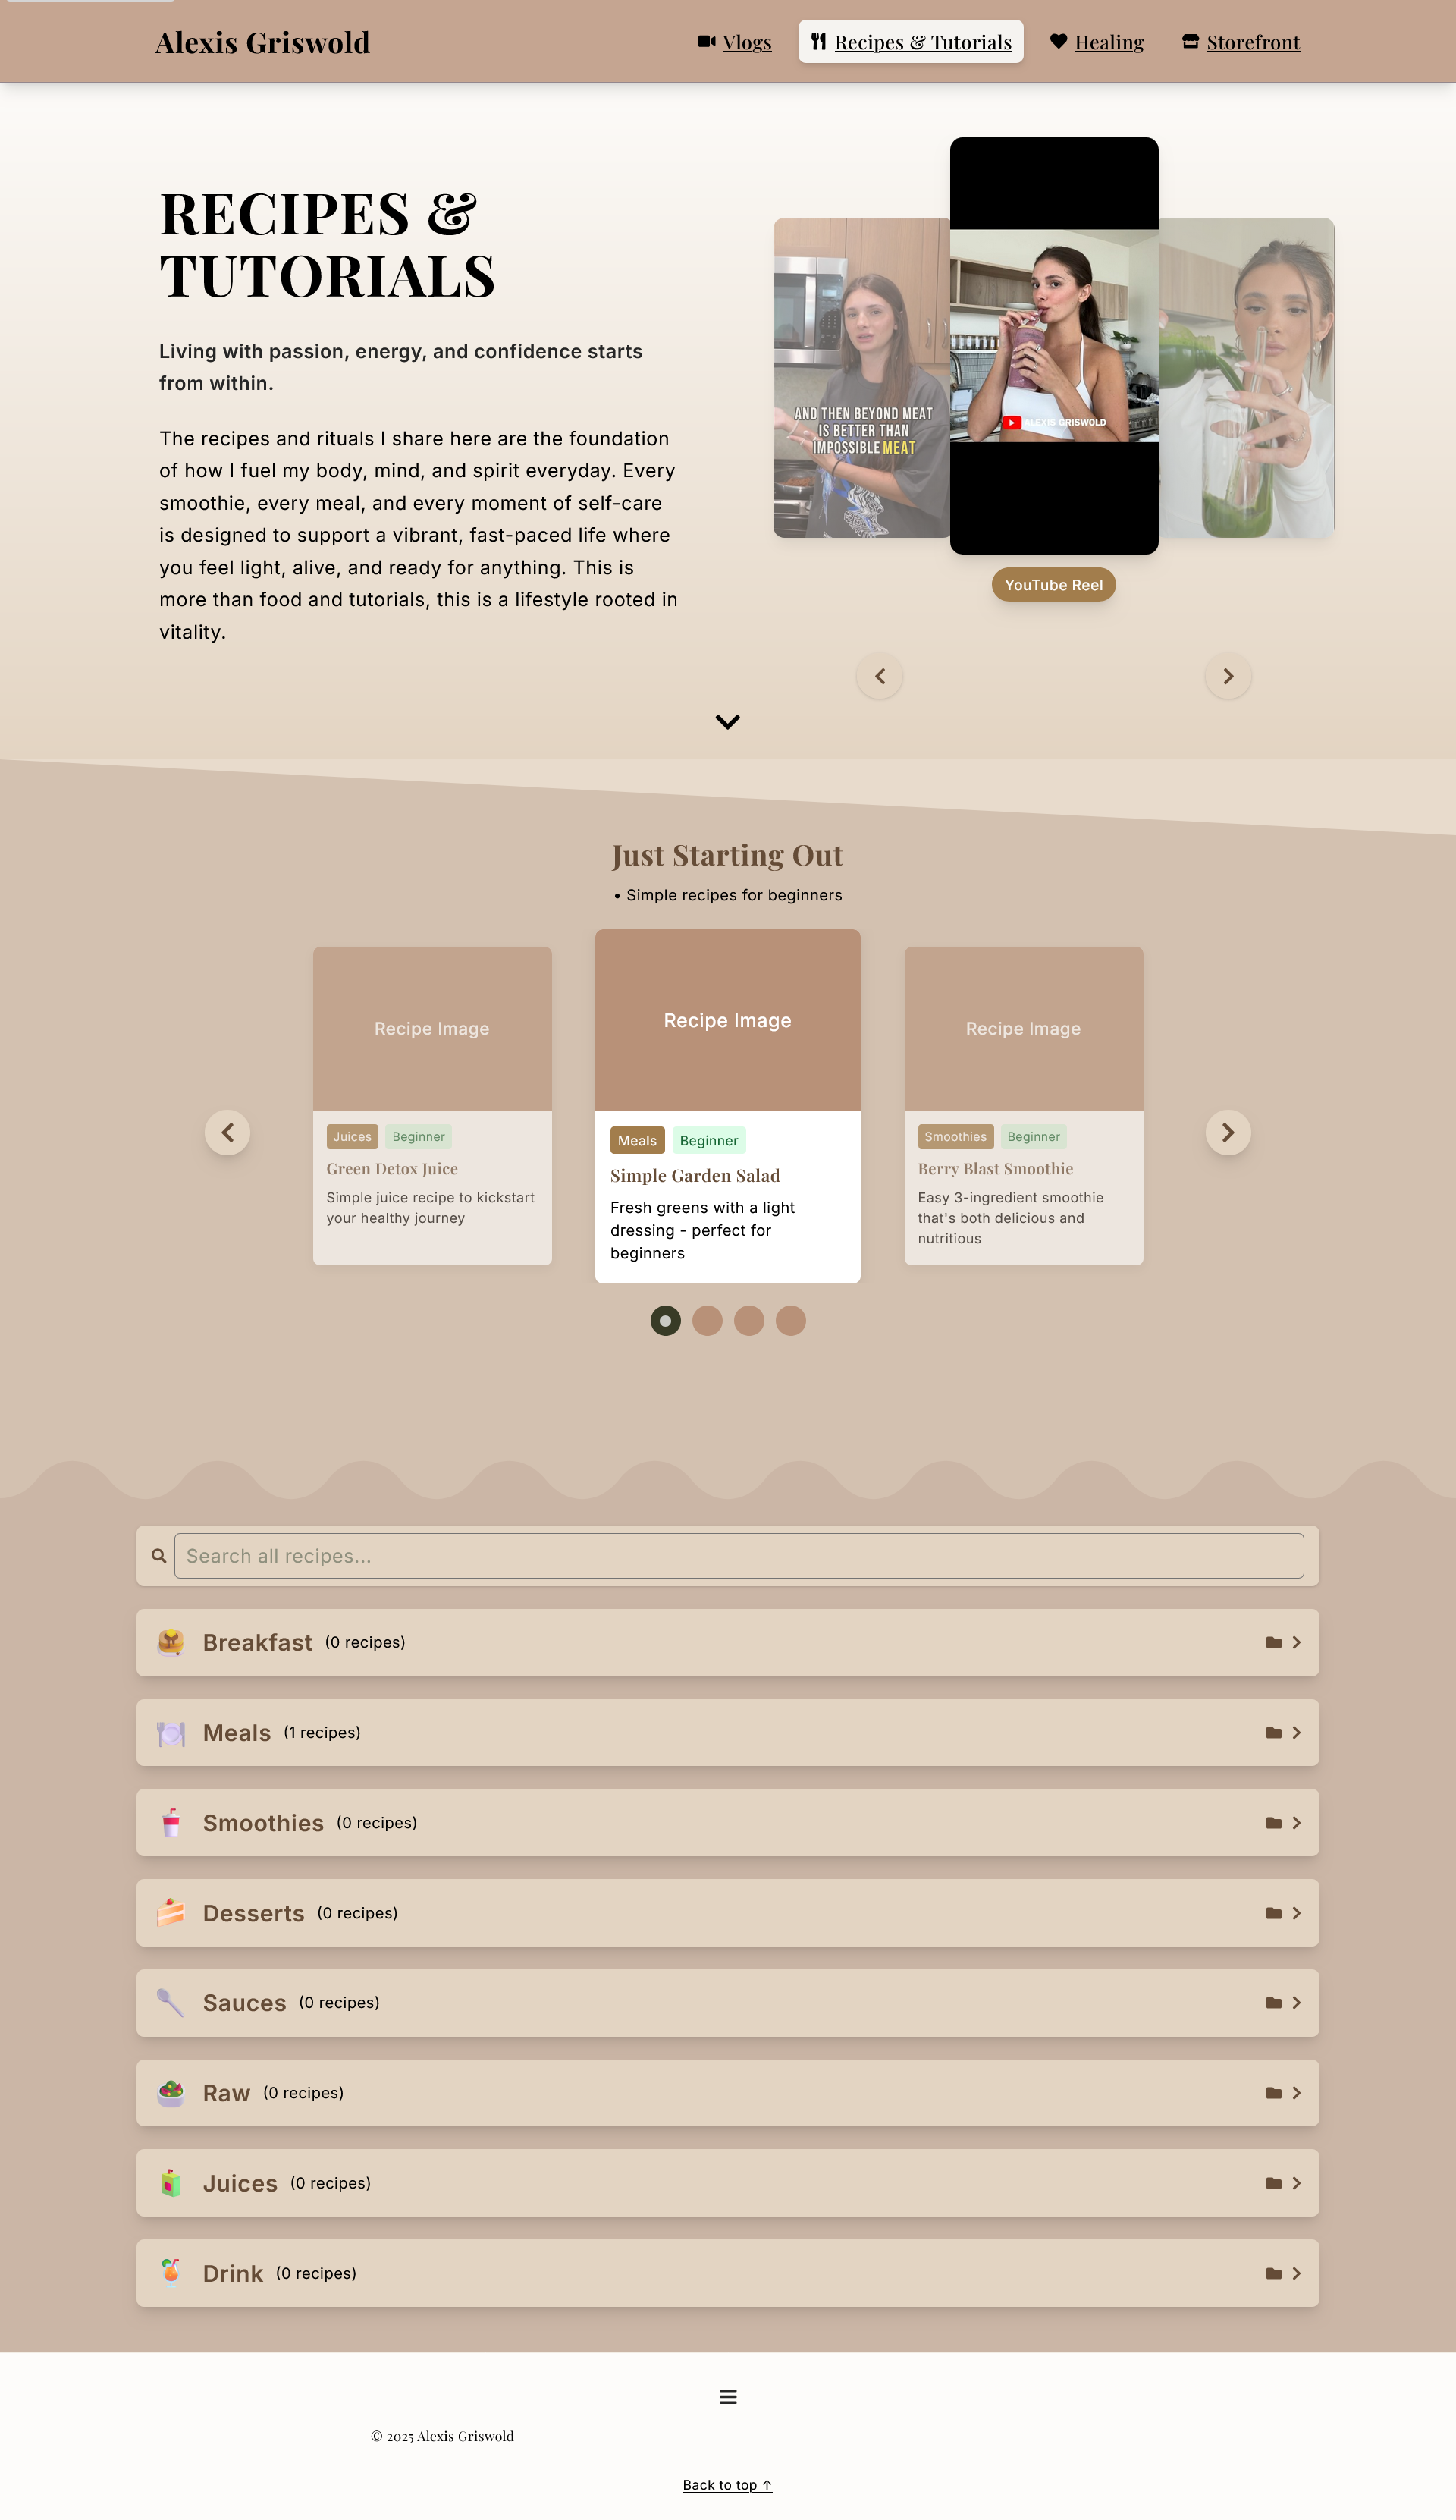 Alexis Griswold
Vlogs
Recipes & Tutorials
Healing
Storefront
RECIPES &
TUTORIALS
Living with passion, energy, and confidence starts
from within.
The recipes and rituals I share here are the foundation
of how I fuel my body, mind, and spirit everyday. Every
smoothie, every meal, and every moment of self-care
is designed to support a vibrant, fast-paced life where
you feel light, alive, and ready for anything. This is
more than food and tutorials, this is a lifestyle rooted in
vitality.
AND THEN BEYOND MEAT
IS BETTER THAN
IMPOSSIBLE MEAT
ALEXIS GRISWOLD
YouTube Reel
Just Starting Out
• Simple recipes for beginners
Recipe Image
Juices
Beginner
Green Detox Juice
Simple juice recipe to kickstart
your healthy journey
Recipe Image
Meals
Beginner
Simple Garden Salad
Fresh greens with a light
dressing - perfect for
beginners
Recipe Image
Smoothies
Beginner
Berry Blast Smoothie
Easy 3-ingredient smoothie
that's both delicious and
nutritious
Search all recipes...
Breakfast (0 recipes)
Meals (1 recipes)
Smoothies (0 recipes)
Desserts (0 recipes)
Sauces (0 recipes)
Raw (0 recipes)
Juices (0 recipes)
Drink (0 recipes)
© 2025 Alexis Griswold
Back to top ↑